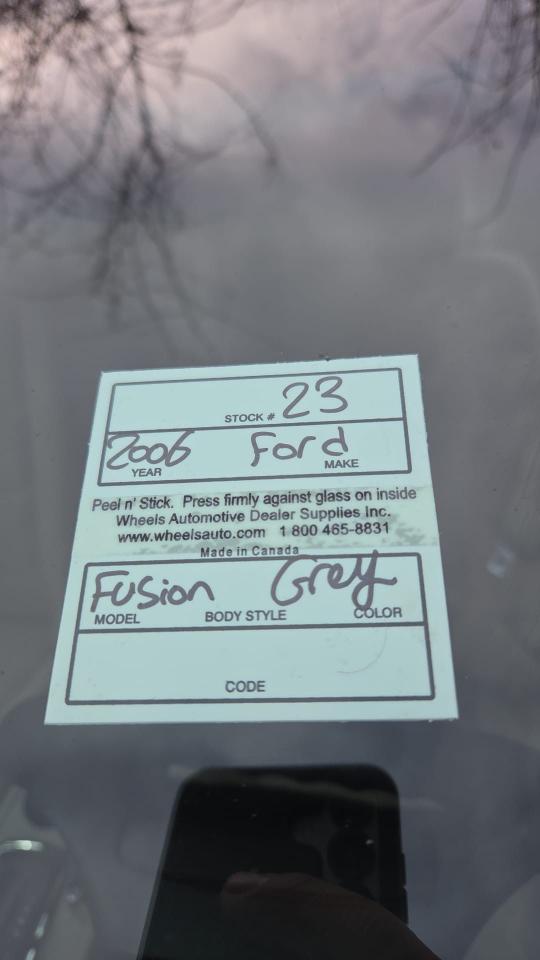 STOCK # 23
2006 Ford
YEAR MAKE
Peel n' Stick. Press firmly against glass on inside
Wheels Automotive Dealer Supplies Inc.
www.wheelsauto.com 1 800 465-8831
Made in Canada
Fusion Grey
MODEL BODY STYLE COLOR
CODE